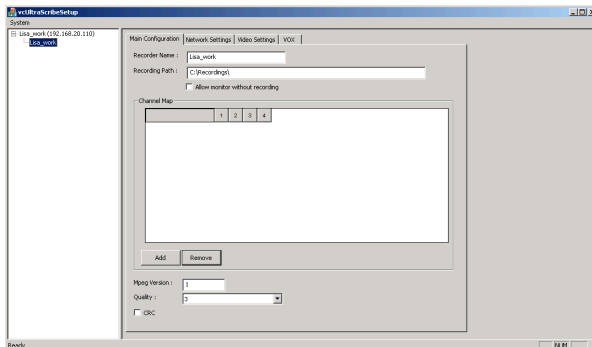 vcUltraScribeSetup
System
Lisa_work (192.168.20.110)
Lisa_work
Main Configuration Network Settings Video Settings VOX
Recorder Name : Lisa_work
Recording Path : C:\Recordings\
Allow monitor without recording
Channel Map
1 2 3 4
Add Remove
Mpeg Version : 1
Quality : 3
CRC
Ready NUM